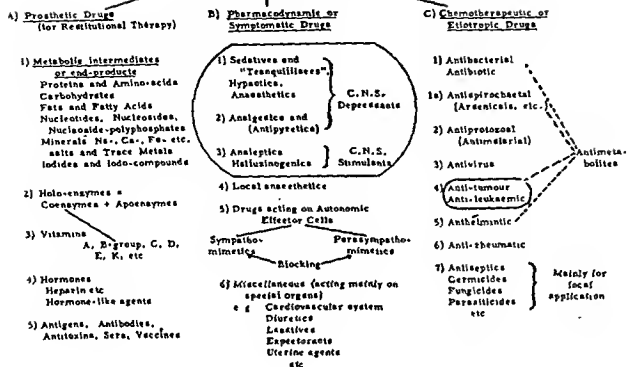 A) Prosthetic Drugs
(for Restitutional Therapy)
1) Metabolic intermediates
or end-products
Proteins and Amino-acids
Carbohydrates
Fats and Fatty Acids
Nucleotides, Nucleosides,
Nucleoside-polyphosphates
Minerals Na-, Ca-, Fe- etc.
salts and Trace Metals
Iodides and Iodo-compounds
2) Holo-enzymes =
Coenzymes + Apoenzymes
3) Vitamins
A, B-group, C, D,
E, K, etc
4) Hormones
Heparin etc
Hormone-like agents
5) Antigens, Antibodies,
Antitoxins, Sera, Vaccines
B) Pharmacodynamic or
Symptomatic Drugs
1) Sedatives and
"Tranquillisers".
Hypnotics,
Anaesthetics
2) Analgesics and
(Antipyretics)
C.N.S.
Depressants
3) Analeptics
Hallusinogenics
C.N.S.
Stimulants
4) Local anaesthetics
5) Drugs acting on Autonomic
Effector Cells
Sympatho-
mimetics
Parasympatho-
mimetics
Blocking
6) Miscellaneous (acting mainly on
special organs)
e g Cardiovascular system
Diuretics
Laxatives
Expectorants
Uterine agents
etc
C) Chemotherapeutic or
Etiotropic Drugs
1) Antibacterial
Antibiotic
1a) Antispirochaetal
(Arsenicals, etc.)
2) Antiprotozoal
(Antimalarial)
3) Antivirus
4) Anti-tumour
Anti-leukaemic
5) Anthelmintic
6) Anti-rheumatic
7) Antiseptics
Germicides
Fungicides
Parasiticides
etc
Mainly for
local
application
Antimeta-
bolites